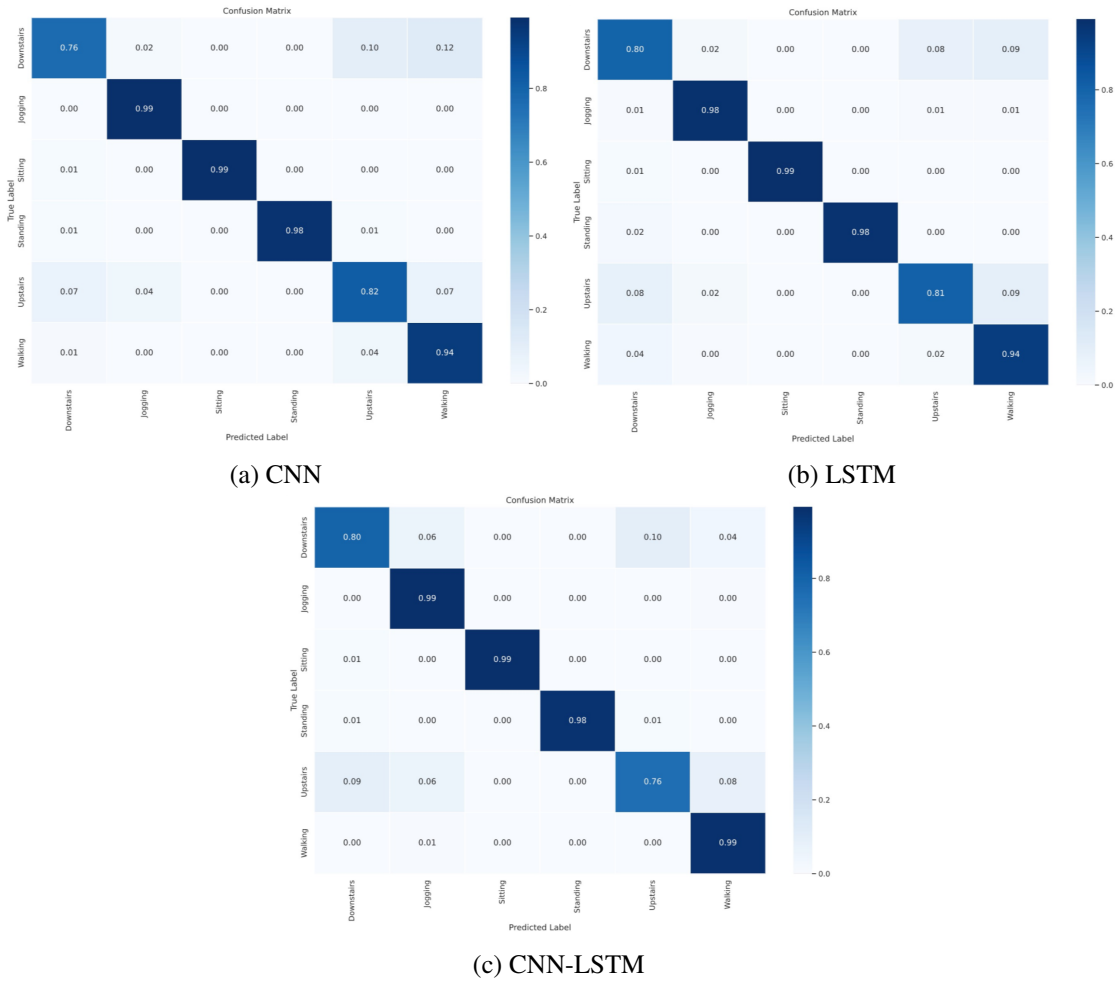 Confusion Matrix
Downstairs 0.76 0.02 0.00 0.00 0.10 0.12
Jogging 0.00 0.99 0.00 0.00 0.00 0.00 0.8
Sitting 0.01 0.00 0.99 0.00 0.00 0.00 0.6
True Label
Standing 0.01 0.00 0.00 0.98 0.01 0.00 0.4
Upstairs 0.07 0.04 0.00 0.00 0.82 0.07 0.2
Walking 0.01 0.00 0.00 0.00 0.04 0.94 0.0
Downstairs Jogging Sitting Standing Upstairs Walking
Predicted Label
(a) CNN
Confusion Matrix
Downstairs 0.80 0.02 0.00 0.00 0.08 0.09
Jogging 0.01 0.98 0.00 0.00 0.01 0.01 0.8
Sitting 0.01 0.00 0.99 0.00 0.00 0.00 0.6
True Label
Standing 0.02 0.00 0.00 0.98 0.00 0.00 0.4
Upstairs 0.08 0.02 0.00 0.00 0.81 0.09 0.2
Walking 0.04 0.00 0.00 0.00 0.02 0.94 0.0
Downstairs Jogging Sitting Standing Upstairs Walking
Predicted Label
(b) LSTM
Confusion Matrix
Downstairs 0.80 0.06 0.00 0.00 0.10 0.04
Jogging 0.00 0.99 0.00 0.00 0.00 0.00 0.8
Sitting 0.01 0.00 0.99 0.00 0.00 0.00 0.6
True Label
Standing 0.01 0.00 0.00 0.98 0.01 0.00 0.4
Upstairs 0.09 0.06 0.00 0.00 0.76 0.08 0.2
Walking 0.00 0.01 0.00 0.00 0.00 0.99 0.0
Downstairs Jogging Sitting Standing Upstairs Walking
Predicted Label
(c) CNN-LSTM